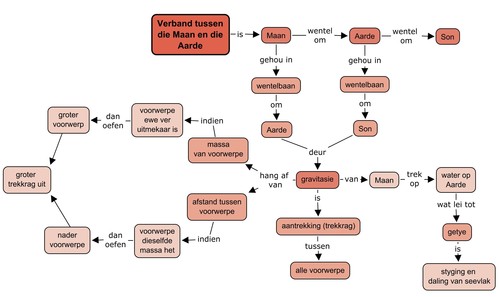 Verband tussen
die Maan en die
Aarde
is
Maan
wentel
om
Aarde
wentel
om
Son
gehou in
gehou in
wentelbaan
wentelbaan
om
om
Aarde
Son
deur
groter
voorwerp
dan
oefen
voorwerpe
ewe ver
uitmekaar is
indien
massa
van voorwerpe
hang af
van
gravitasie
van
Maan
trek
op
water op
Aarde
groter
trekkrag uit
afstand tussen
voorwerpe
is
wat lei tot
aantrekking (trekkrag)
getye
nader
voorwerpe
dan
oefen
voorwerpe
dieselfde
massa het
indien
tussen
is
alle voorwerpe
styging en
daling van seevlak